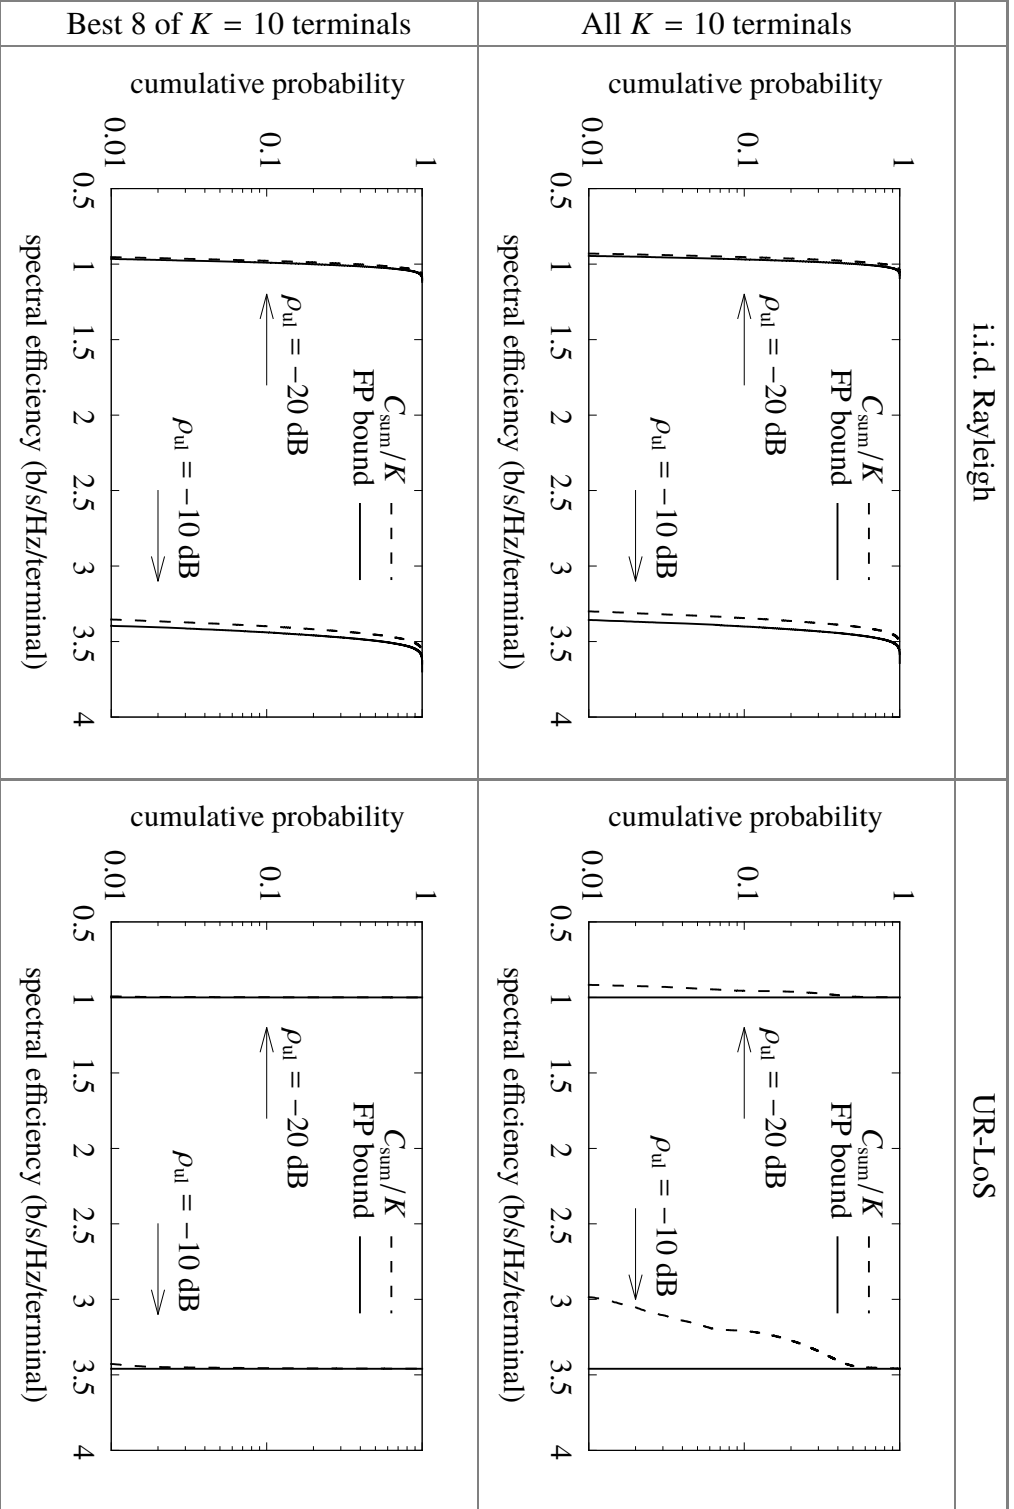 i.i.d. Rayleigh
UR-LoS
All K = 10 terminals
cumulative probability
1
0.1
0.01
0.5
1
1.5
2
2.5
3
3.5
4
spectral efficiency (b/s/Hz/terminal)
C_sum/K
FP bound
ρ_ul = −20 dB
ρ_ul = −10 dB
cumulative probability
1
0.1
0.01
0.5
1
1.5
2
2.5
3
3.5
4
spectral efficiency (b/s/Hz/terminal)
C_sum/K
FP bound
ρ_ul = −20 dB
ρ_ul = −10 dB
Best 8 of K = 10 terminals
cumulative probability
1
0.1
0.01
0.5
1
1.5
2
2.5
3
3.5
4
spectral efficiency (b/s/Hz/terminal)
C_sum/K
FP bound
ρ_ul = −20 dB
ρ_ul = −10 dB
cumulative probability
1
0.1
0.01
0.5
1
1.5
2
2.5
3
3.5
4
spectral efficiency (b/s/Hz/terminal)
C_sum/K
FP bound
ρ_ul = −20 dB
ρ_ul = −10 dB